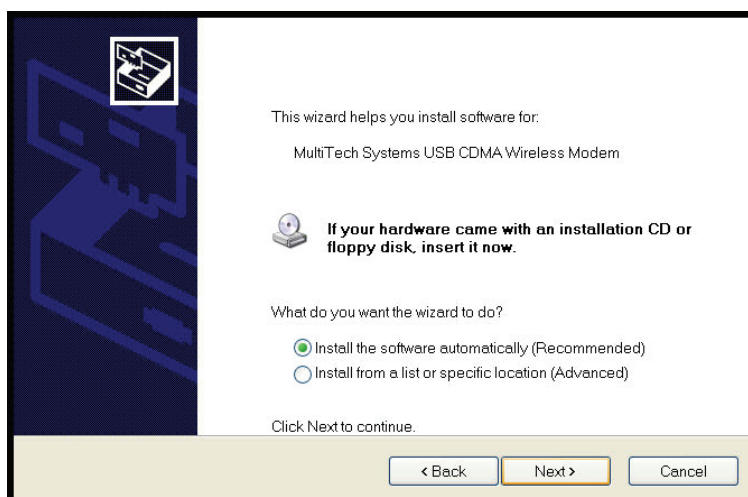 This wizard helps you install software for:
MultiTech Systems USB CDMA Wireless Modem
If your hardware came with an installation CD or
floppy disk, insert it now.
What do you want the wizard to do?
Install the software automatically (Recommended)
Install from a list or specific location (Advanced)
Click Next to continue.
< Back Next > Cancel